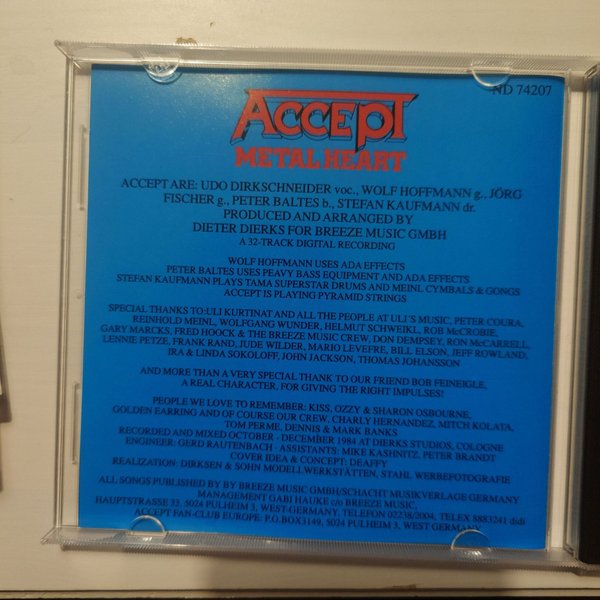 ND 74207
ACCEPT
METAL HEART
ACCEPT ARE: UDO DIRKSCHNEIDER voc., WOLF HOFFMANN g., JÖRG
FISCHER g., PETER BALTES b., STEFAN KAUFMANN dr.
PRODUCED AND ARRANGED BY
DIETER DIERKS FOR BREEZE MUSIC GMBH
A 32-TRACK DIGITAL RECORDING
WOLF HOFFMANN USES ADA EFFECTS
PETER BALTES USES PEAVY BASS EQUIPMENT AND ADA EFFECTS
STEFAN KAUFMANN PLAYS TAMA SUPERSTAR DRUMS AND MEINL CYMBALS & GONGS
ACCEPT IS PLAYING PYRAMID STRINGS
SPECIAL THANKS TO:ULI KURTINAT AND ALL THE PEOPLE AT ULI´S MUSIC, PETER COURA,
REINHOLD MEINL, WOLFGANG WUNDER, HELMUT SCHWEIKL, ROB McCROBIE,
GARY MARCKS, FRED HOOCK & THE BREEZE MUSIC CREW, DON DEMPSEY, RON McCARRELL,
LENNIE PETZE, FRANK RAND, JUDE WILDER, MARIO LEVEFRE, BILL ELSON, JEFF ROWLAND,
IRA & LINDA SOKOLOFF, JOHN JACKSON, THOMAS JOHANSSON
AND MORE THAN A VERY SPECIAL THANK TO OUR FRIEND BOB FEINEIGLE,
A REAL CHARACTER, FOR GIVING THE RIGHT IMPULSES!
PEOPLE WE LOVE TO REMEMBER: KISS, OZZY & SHARON OSBOURNE,
GOLDEN EARRING AND OF COURSE OUR CREW, CHARLY HERNANDEZ, MITCH KOLATA,
TOM PERME, DENNIS & MARK BANKS
RECORDED AND MIXED OCTOBER - DECEMBER 1984 AT DIERKS STUDIOS, COLOGNE
ENGINEER: GERD RAUTENBACH - ASSISTANTS: MIKE KASHNITZ, PETER BRANDT
COVER IDEA & CONCEPT: DEAFFY
REALIZATION: DIRKSEN & SOHN MODELLWERKSTÄTTEN, STAHL WERBEFOTOGRAFIE
ALL SONGS PUBLISHED BY BY BREEZE MUSIC GMBH/SCHACHT MUSIKVERLAGE GERMANY
MANAGEMENT GABI HAUKE c/o BREEZE MUSIC,
HAUPTSTRASSE 33, 5024 PULHEIM 3, WEST-GERMANY, TELEFON 02238/2004, TELEX 8883241 didi
ACCEPT FAN-CLUB EUROPE: P.O.BOX3149, 5024 PULHEIM 3, WEST GERMANY